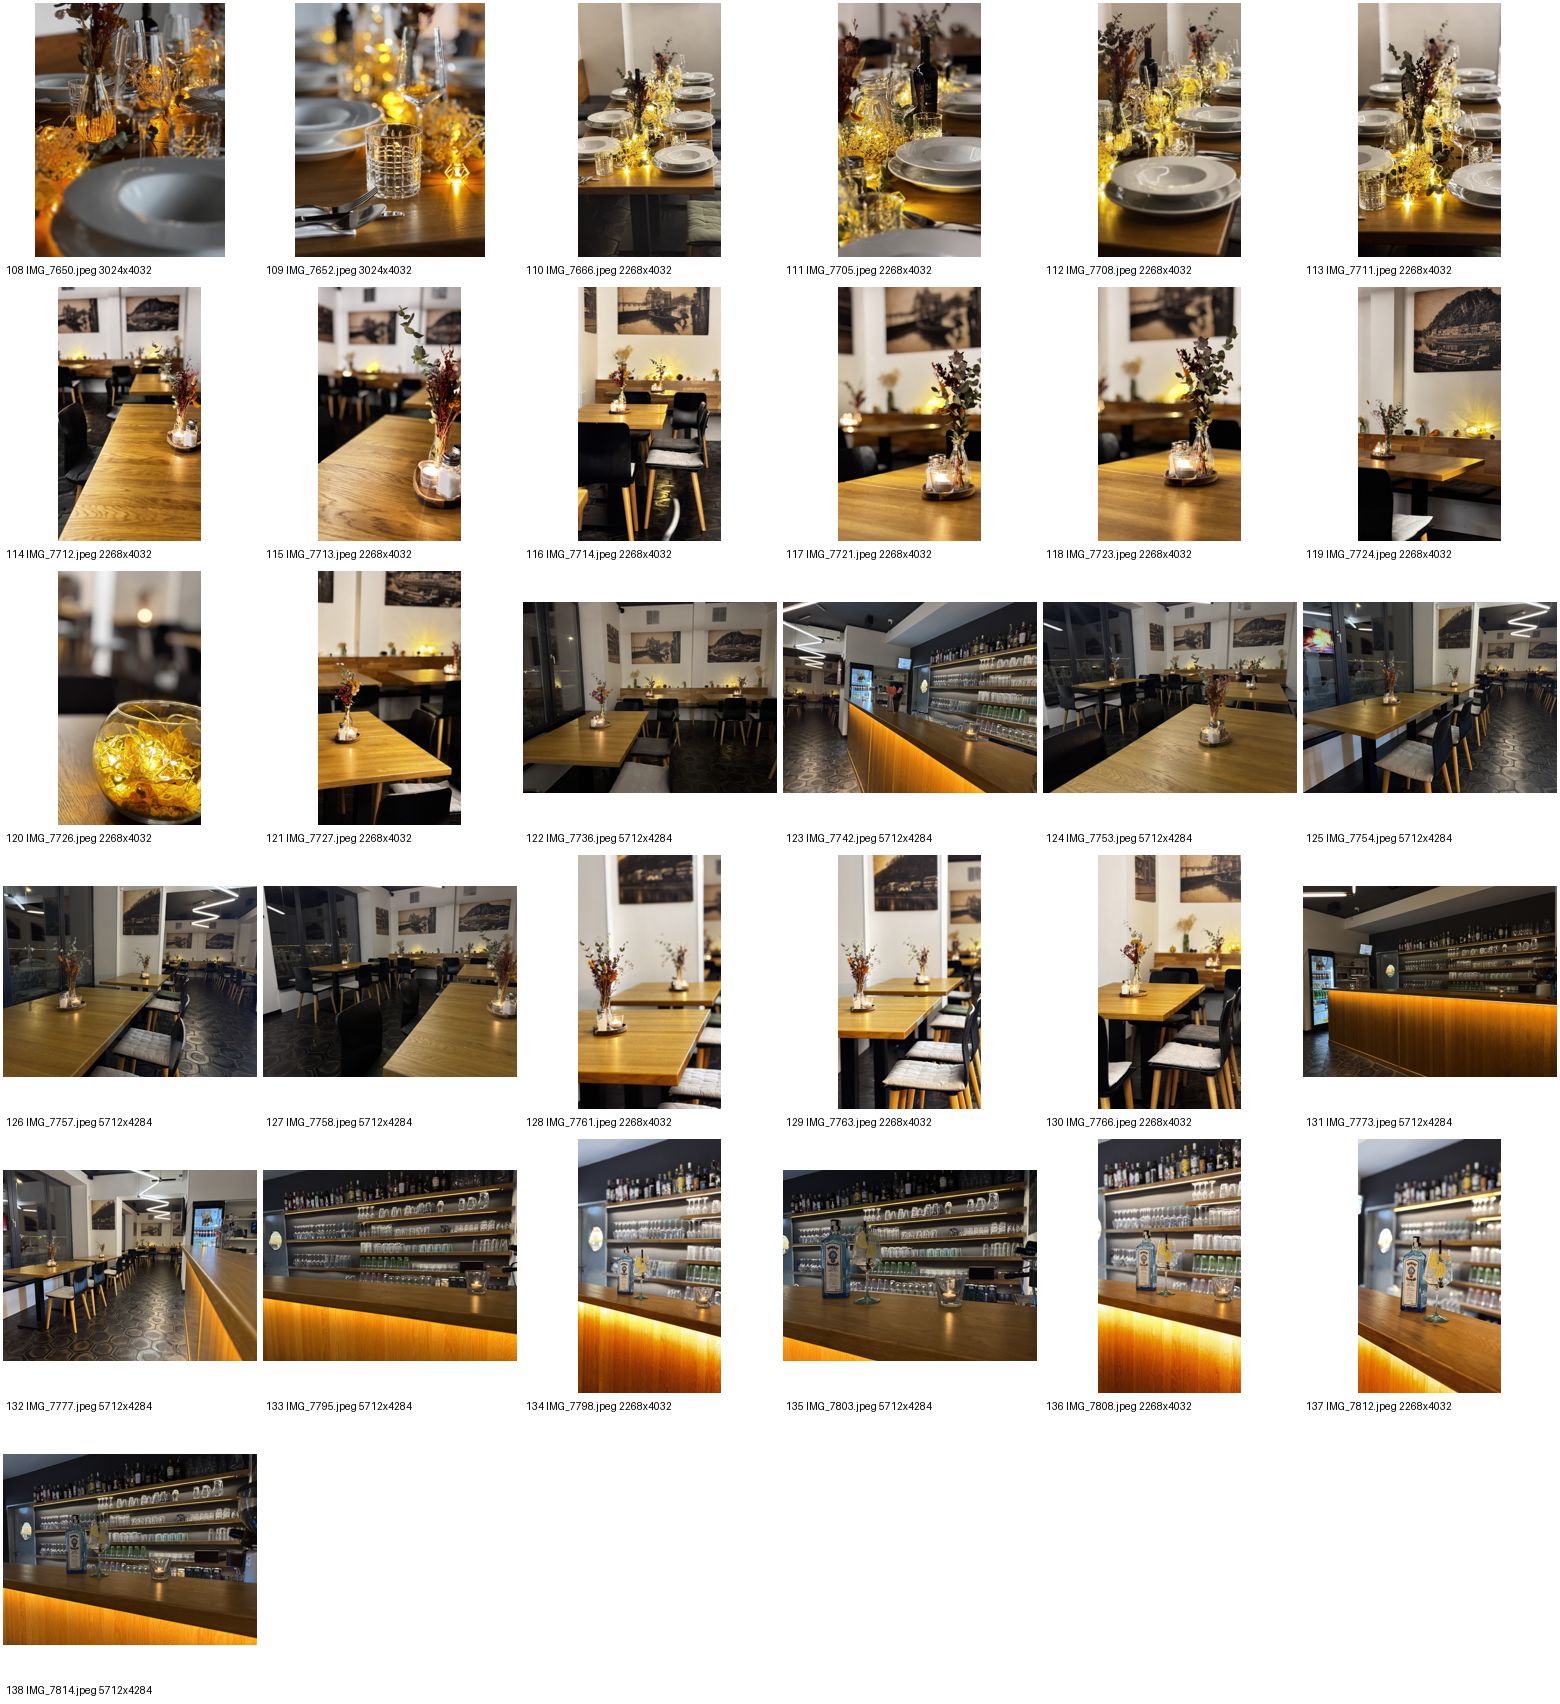 108 IMG_7650.jpeg 3024x4032
109 IMG_7652.jpeg 3024x4032
110 IMG_7666.jpeg 2268x4032
111 IMG_7705.jpeg 2268x4032
112 IMG_7708.jpeg 2268x4032
113 IMG_7711.jpeg 2268x4032
114 IMG_7712.jpeg 2268x4032
115 IMG_7713.jpeg 2268x4032
116 IMG_7714.jpeg 2268x4032
117 IMG_7721.jpeg 2268x4032
118 IMG_7723.jpeg 2268x4032
119 IMG_7724.jpeg 2268x4032
120 IMG_7726.jpeg 2268x4032
121 IMG_7727.jpeg 2268x4032
122 IMG_7736.jpeg 5712x4284
123 IMG_7742.jpeg 5712x4284
124 IMG_7753.jpeg 5712x4284
125 IMG_7754.jpeg 5712x4284
126 IMG_7757.jpeg 5712x4284
127 IMG_7758.jpeg 5712x4284
128 IMG_7761.jpeg 2268x4032
129 IMG_7763.jpeg 2268x4032
130 IMG_7766.jpeg 2268x4032
131 IMG_7773.jpeg 5712x4284
132 IMG_7777.jpeg 5712x4284
133 IMG_7795.jpeg 5712x4284
134 IMG_7798.jpeg 2268x4032
135 IMG_7803.jpeg 5712x4284
136 IMG_7808.jpeg 2268x4032
137 IMG_7812.jpeg 2268x4032
138 IMG_7814.jpeg 5712x4284